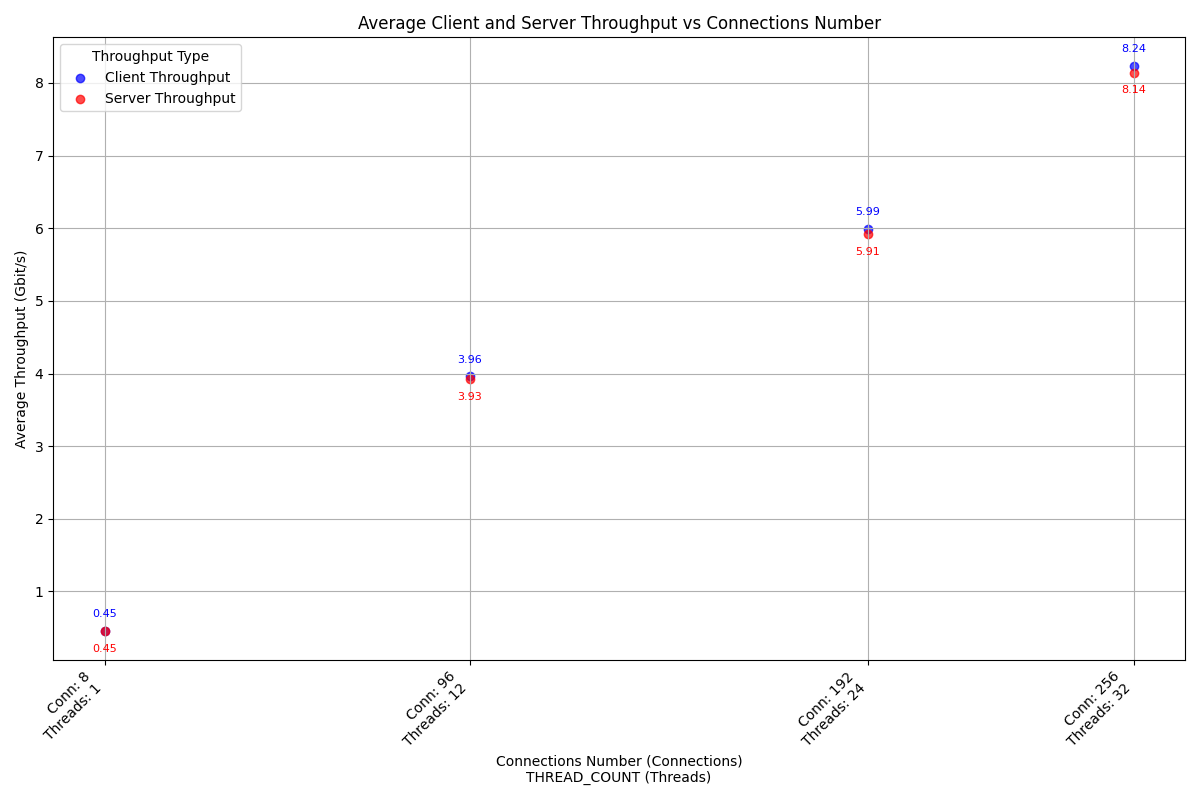 Average Client and Server Throughput vs Connections Number
Throughput Type
Client Throughput
Server Throughput
Average Throughput (Gbit/s)
8
7
6
5
4
3
2
1
8.24
8.14
5.99
5.91
3.96
3.93
0.45
0.45
Conn: 8
Threads: 1
Conn: 96
Threads: 12
Conn: 192
Threads: 24
Conn: 256
Threads: 32
Connections Number (Connections)
THREAD_COUNT (Threads)